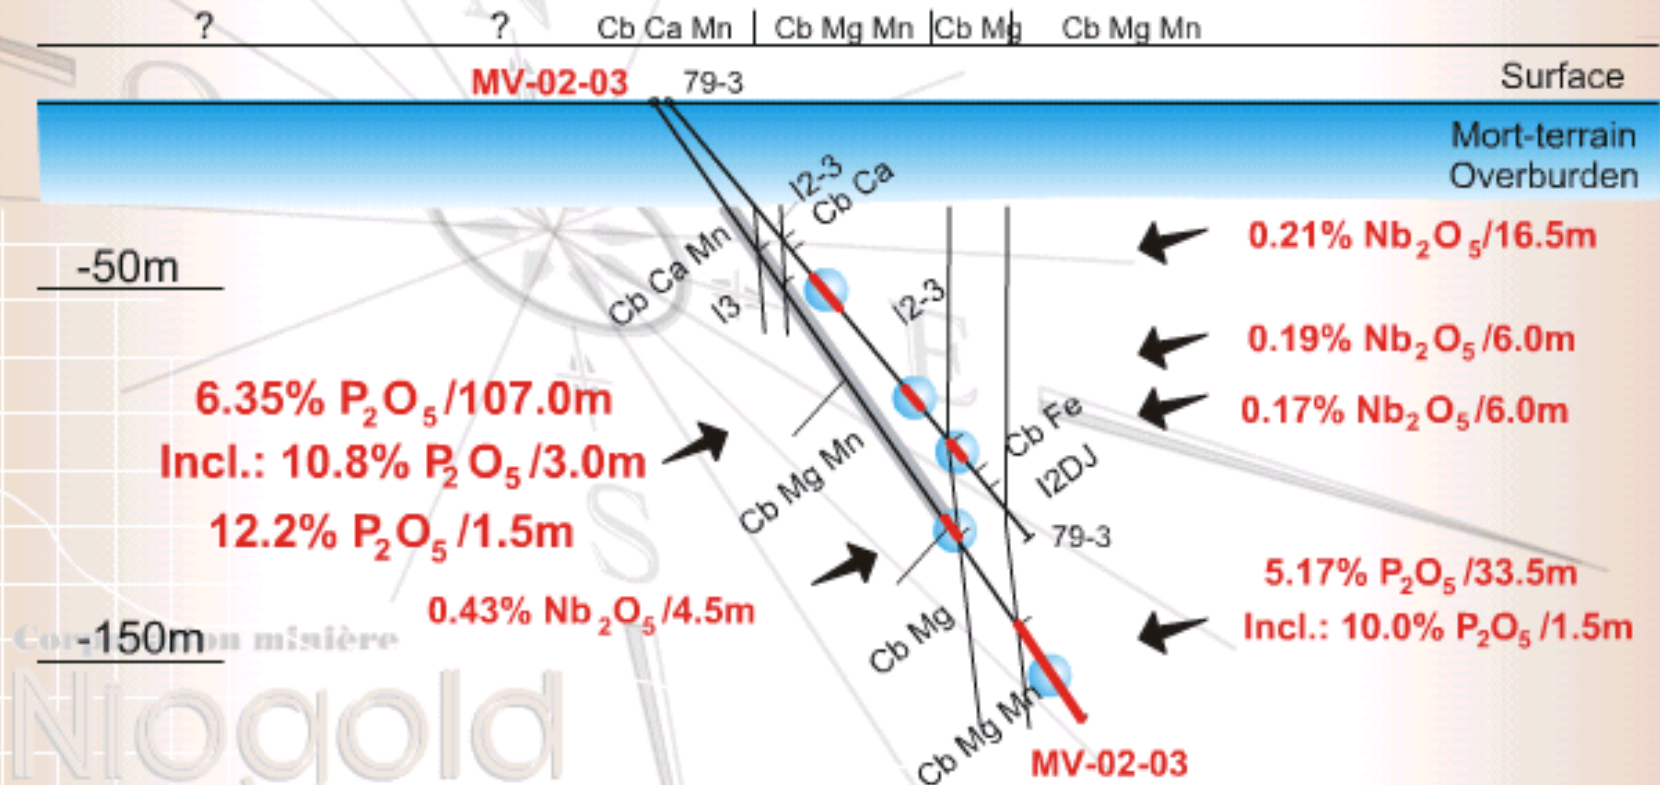 ? ? Cb Ca Mn Cb Mg Mn Cb Mg Cb Mg Mn
MV-02-03 79-3 Surface
Mort-terrain
Overburden
I2-3
Cb Ca
0.21% Nb₂O₅/16.5m
-50m
Cb Ca Mn
I3
I2-3
0.19% Nb₂O₅/6.0m
6.35% P₂O₅/107.0m
0.17% Nb₂O₅/6.0m
Incl.: 10.8% P₂O₅/3.0m
Cb Mg Mn
Cb Fe
I2DJ
12.2% P₂O₅/1.5m
79-3
0.43% Nb₂O₅/4.5m
5.17% P₂O₅/33.5m
Incl.: 10.0% P₂O₅/1.5m
Cb Mg
-150m
minière
Niogold
Cb Mg Mn
MV-02-03
E
S